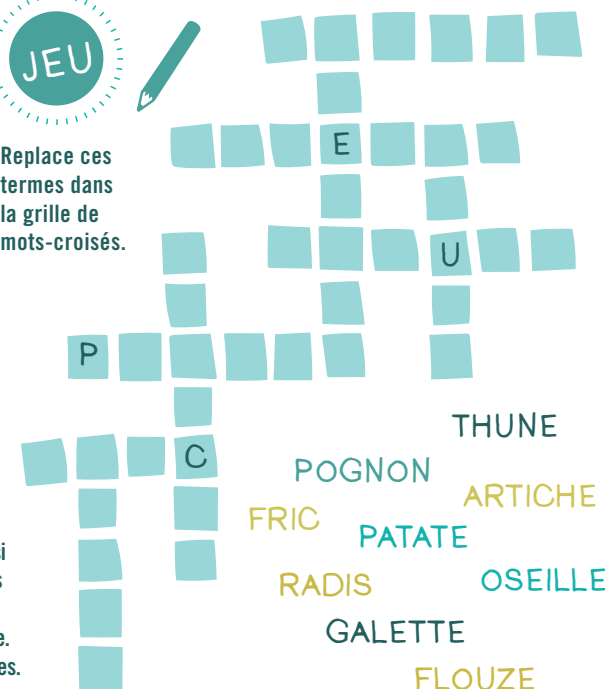 JEU
Replace ces
termes dans
la grille de
mots-croisés.
E
U
P
C
THUNE
POGNON
ARTICHE
FRIC
PATATE
RADIS
OSEILLE
GALETTE
FLOUZE